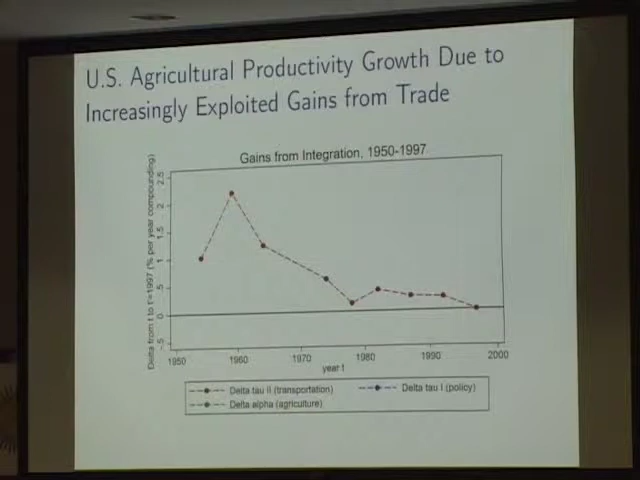 U.S. Agricultural Productivity Growth Due to
Increasingly Exploited Gains from Trade
Gains from Integration, 1950-1997
Delta from t to t'=1997 (% per year compounding)
2.5
2
1.5
1
.5
0
-.5
1950 1960 1970 1980 1990 2000
year t
Delta tau II (transportation) Delta tau I (policy)
Delta alpha (agriculture)